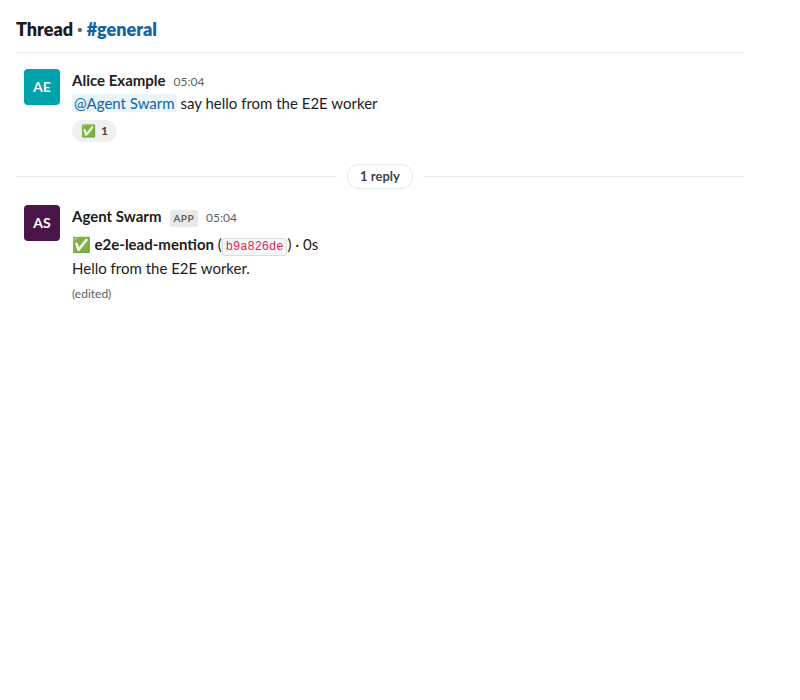 Thread • #general
AE
Alice Example 05:04
@Agent Swarm say hello from the E2E worker
✅ 1
1 reply
AS
Agent Swarm APP 05:04
✅ e2e-lead-mention (b9a826de) · 0s
Hello from the E2E worker.
(edited)